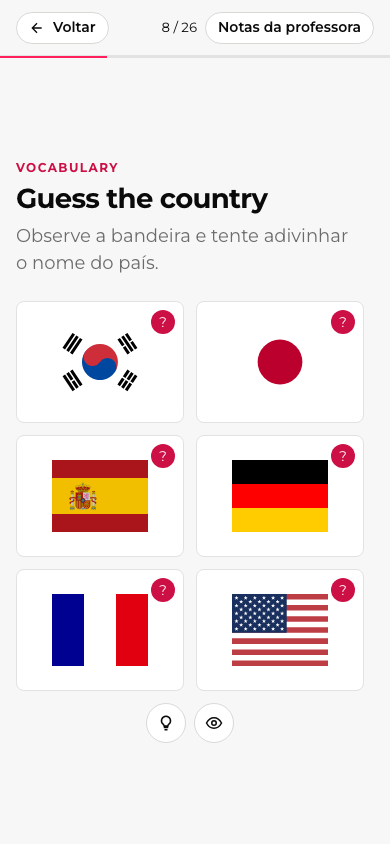 Voltar
8 / 26
Notas da professora
VOCABULARY
Guess the country
Observe a bandeira e tente adivinhar
o nome do país.
? ?
? ?
? ?